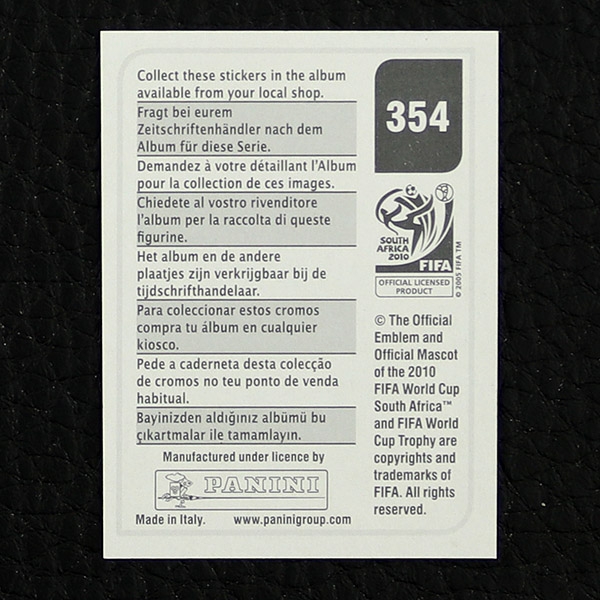 Collect these stickers in the album
available from your local shop.
Fragt bei eurem
Zeitschriftenhändler nach dem
Album für diese Serie.
Demandez à votre détaillant l'Album
pour la collection de ces images.
Chiedete al vostro rivenditore
l'album per la raccolta di queste
figurine.
Het album en de andere
plaatjes zijn verkrijgbaar bij de
tijdschrifthandelaar.
Para coleccionar estos cromos
compra tu álbum en cualquier
kiosco.
Pede a caderneta desta colecção
de cromos no teu ponto de venda
habitual.
Bayinizden aldığınız albümü bu
çıkartmalar ile tamamlayın.
Manufactured under licence by
PANINI
Made in Italy. www.paninigroup.com
354
SOUTH
AFRICA
2010
FIFA
OFFICIAL LICENSED
PRODUCT
© 2005 FIFA TM
© The Official
Emblem and
Official Mascot
of the 2010
FIFA World Cup
South Africa™
and FIFA World
Cup Trophy are
copyrights and
trademarks of
FIFA. All rights
reserved.